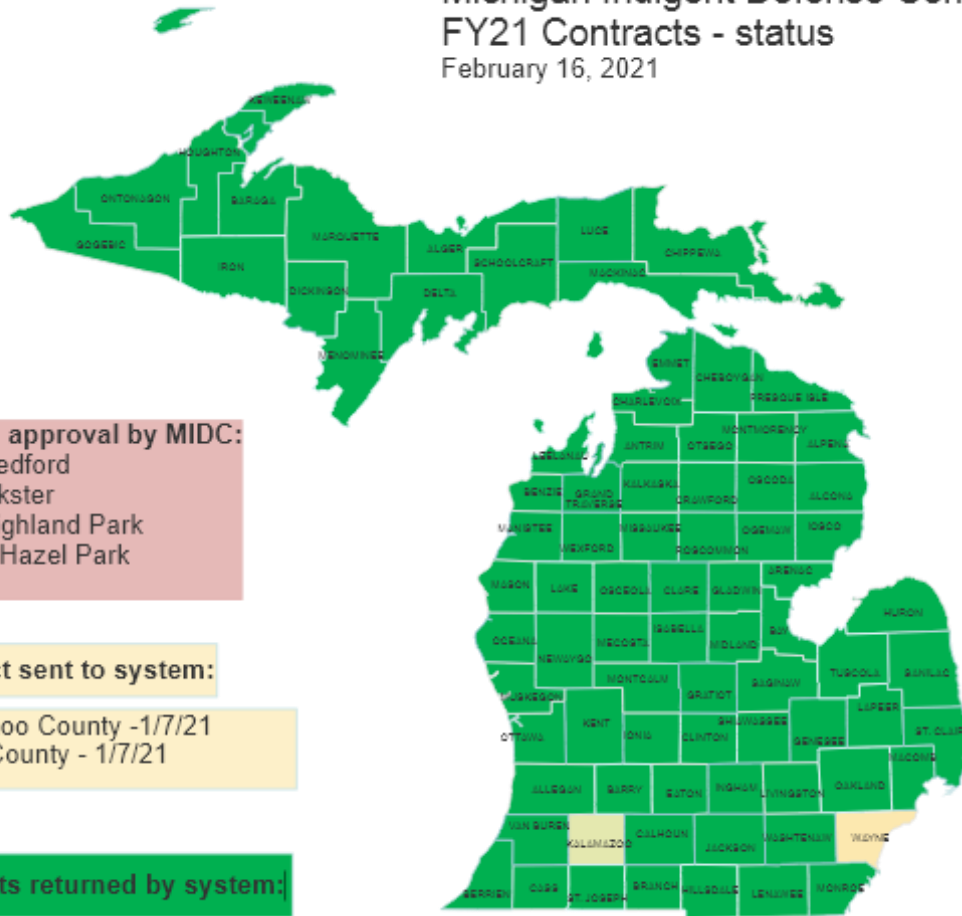 Michigan Indigent Defense Com
FY21 Contracts - status
February 16, 2021
KEWEENAW
HOUGHTON
ONTONAGON
BARAGA
GOGEBIC
MARQUETTE
LUCE
ALGER
CHIPPEWA
SCHOOLCRAFT
IRON
MACKINAC
DICKINSON
DELTA
MENOMINEE
EMMET
CHEBOYGAN
PRESQUE ISLE
CHARLEVOIX
approval by MIDC:
edford
kster
ghland Park
Hazel Park
MONTMORENCY
ANTRIM
OTSEGO
ALPENA
LEELANAU
KALKASKA
OSCODA
BENZIE
GRAND
TRAVERSE
CRAWFORD
ALCONA
MANISTEE
MISSAUKEE
OGEMAW
IOSCO
WEXFORD
ROSCOMMON
ARENAC
MASON
LAKE
OSCEOLA
CLARE
GLADWIN
HURON
OCEANA
MECOSTA
ISABELLA
MIDLAND
BAY
NEWAYGO
ct sent to system:
MONTCALM
SAGINAW
TUSCOLA
SANILAC
MUSKEGON
GRATIOT
LAPEER
oo County -1/7/21
County - 1/7/21
KENT
SHIAWASSEE
OTTAWA
IONIA
CLINTON
GENESEE
ST. CLAIR
MACOMB
ALLEGAN
BARRY
EATON
INGHAM
LIVINGSTON
OAKLAND
VAN BUREN
KALAMAZOO
CALHOUN
JACKSON
WASHTENAW
WAYNE
ts returned by system:
BERRIEN
CASS
ST. JOSEPH
BRANCH
HILLSDALE
LENAWEE
MONROE